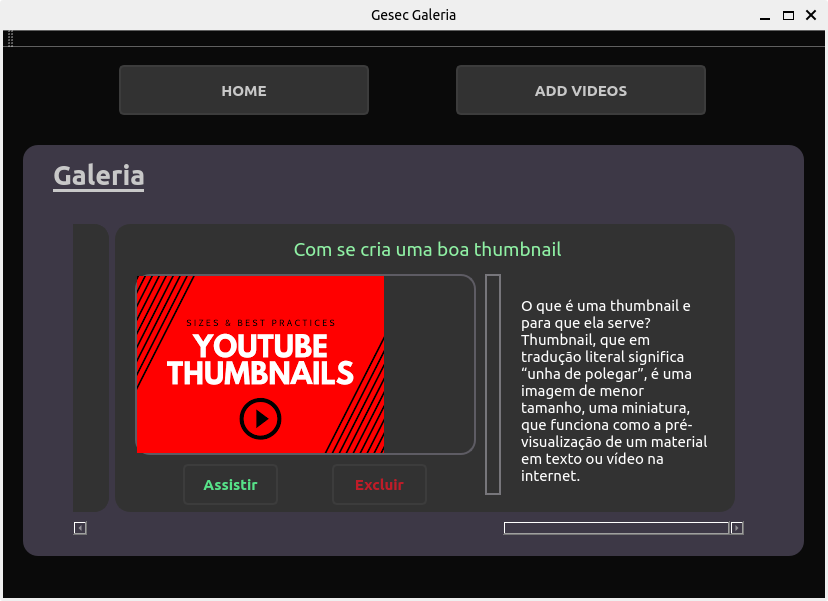 Gesec Galeria
HOME
ADD VIDEOS
Galeria
Com se cria uma boa thumbnail
SIZES & BEST PRACTICES
YOUTUBE
THUMBNAILS
O que é uma thumbnail e
para que ela serve?
Thumbnail, que em
tradução literal significa
“unha de polegar”, é uma
imagem de menor
tamanho, uma miniatura,
que funciona como a pré-
visualização de um material
em texto ou vídeo na
internet.
Assistir
Excluir